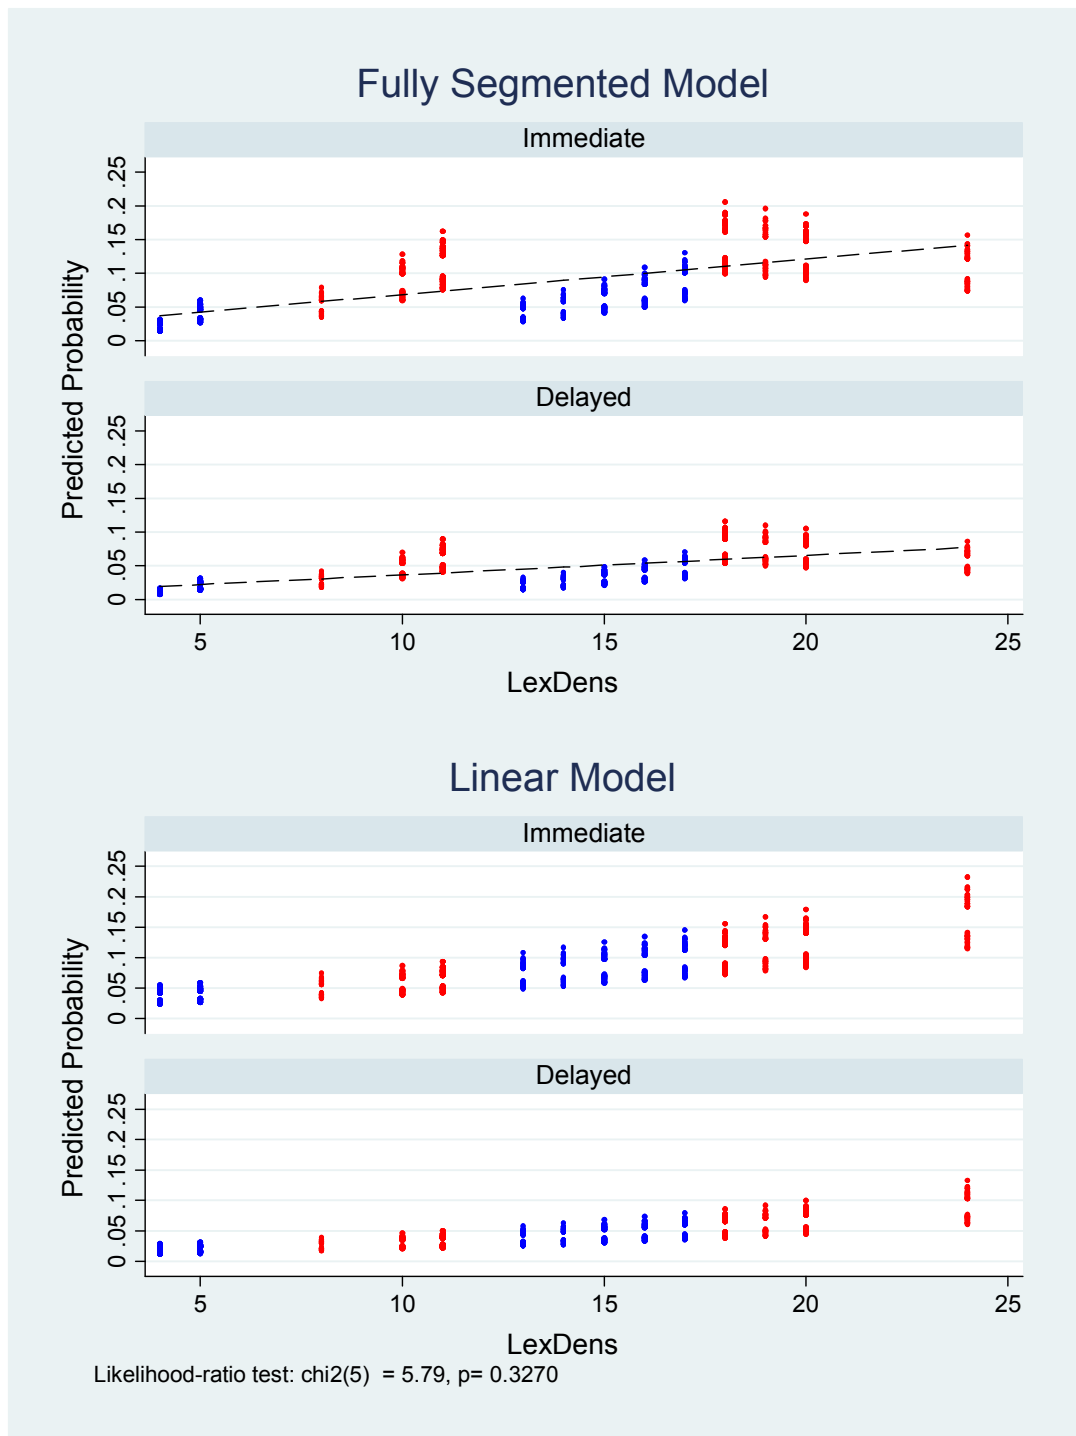 Fully Segmented Model
Immediate
.25
.2
.15
.1
.05
0
Delayed
.25
.2
.15
.1
.05
0
Predicted Probability
5 10 15 20 25
LexDens
Linear Model
Immediate
.25
.2
.15
.1
.05
0
Delayed
.25
.2
.15
.1
.05
0
Predicted Probability
5 10 15 20 25
LexDens
Likelihood-ratio test: chi2(5) = 5.79, p= 0.3270